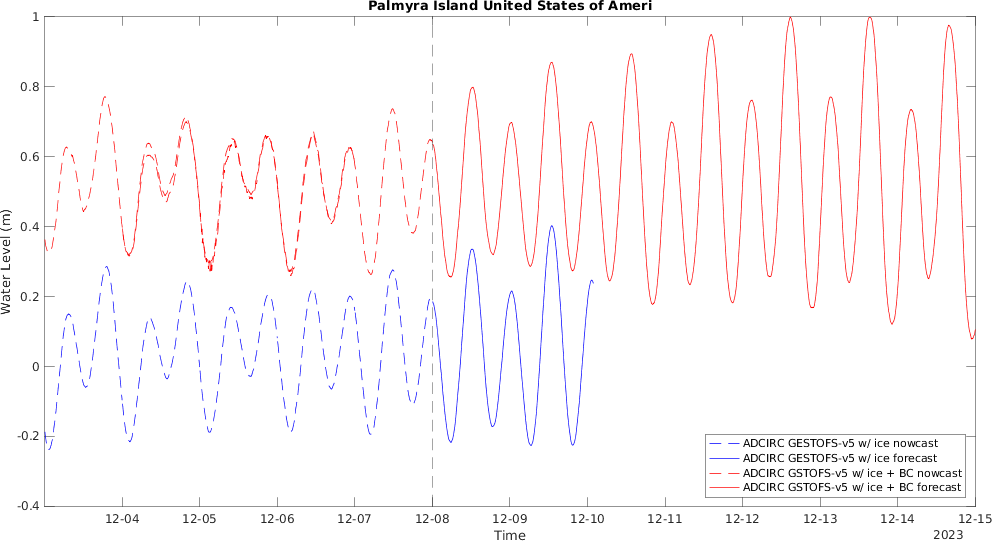 Palmyra Island United States of Ameri
1
0.8
0.6
0.4
0.2
0
-0.2
-0.4
Water Level (m)
ADCIRC GESTOFS-v5 w/ ice nowcast
ADCIRC GESTOFS-v5 w/ ice forecast
ADCIRC GSTOFS-v5 w/ ice + BC nowcast
ADCIRC GSTOFS-v5 w/ ice + BC forecast
12-04 12-05 12-06 12-07 12-08 12-09 12-10 12-11 12-12 12-13 12-14 12-15
Time
2023